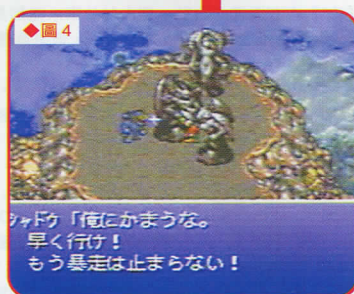 ◆圖4
シャドウ「俺にかまうな。
早く行け！
もう暴走は止まらない！